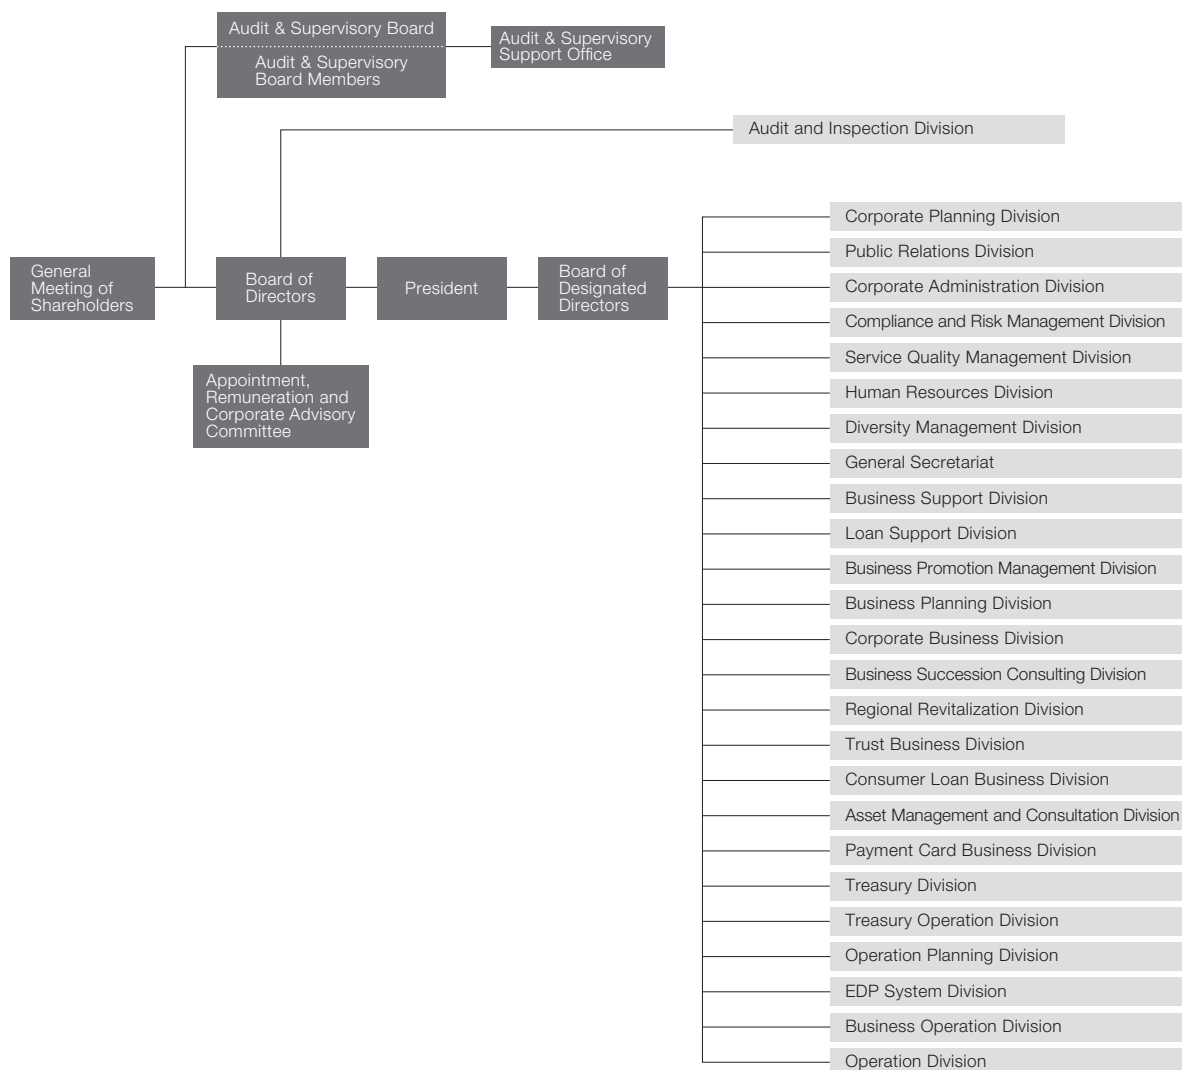 Audit & Supervisory Board
Audit & Supervisory
Board Members
Audit & Supervisory
Support Office
Audit and Inspection Division
General
Meeting of
Shareholders
Board of
Directors
President
Board of
Designated
Directors
Appointment,
Remuneration and
Corporate Advisory
Committee
Corporate Planning Division
Public Relations Division
Corporate Administration Division
Compliance and Risk Management Division
Service Quality Management Division
Human Resources Division
Diversity Management Division
General Secretariat
Business Support Division
Loan Support Division
Business Promotion Management Division
Business Planning Division
Corporate Business Division
Business Succession Consulting Division
Regional Revitalization Division
Trust Business Division
Consumer Loan Business Division
Asset Management and Consultation Division
Payment Card Business Division
Treasury Division
Treasury Operation Division
Operation Planning Division
EDP System Division
Business Operation Division
Operation Division